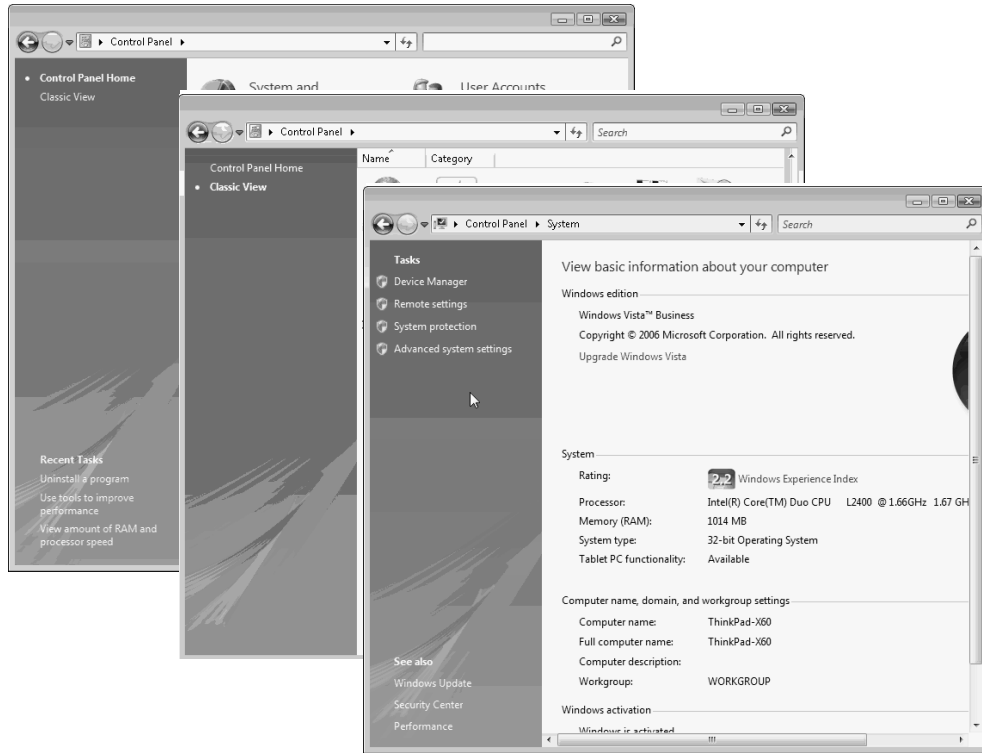 Control Panel
Control Panel Home
Classic View
System and
User Accounts
Recent Tasks
Uninstall a program
Use tools to improve
performance
View amount of RAM and
processor speed
Control Panel
Search
Control Panel Home
Classic View
Name
Category
Control Panel
System
Search
Tasks
Device Manager
Remote settings
System protection
Advanced system settings
See also
Windows Update
Security Center
Performance
View basic information about your computer
Windows edition
Windows Vista™ Business
Copyright © 2006 Microsoft Corporation. All rights reserved.
Upgrade Windows Vista
System
Rating:
2.2 Windows Experience Index
Processor: Intel(R) Core(TM) Duo CPU L2400 @ 1.66GHz 1.67 GH
Memory (RAM): 1014 MB
System type: 32-bit Operating System
Tablet PC functionality: Available
Computer name, domain, and workgroup settings
Computer name: ThinkPad-X60
Full computer name: ThinkPad-X60
Computer description:
Workgroup: WORKGROUP
Windows activation
Windows is activated